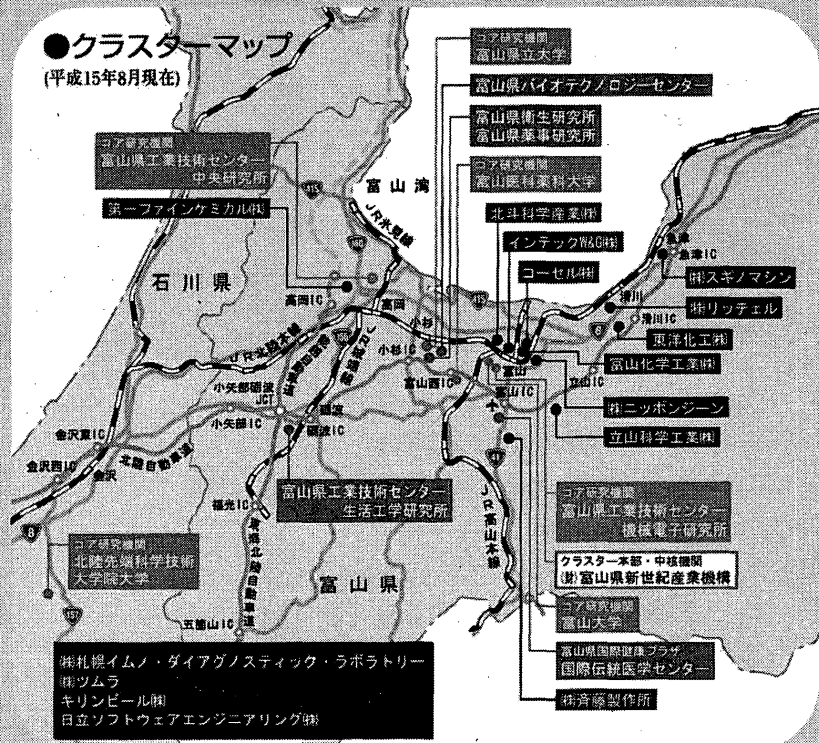 ●クラスターマップ
(平成15年8月現在)
コア研究機関
富山県立大学
富山県バイオテクノロジーセンター
富山県衛生研究所
富山県薬事研究所
コア研究機関
富山医科薬科大学
コア研究機関
富山県工業技術センター
中央研究所
第一ファインケミカル㈱
北斗科学産業㈱
インテックW&G㈱
コーセル㈱
㈱スギノマシン
㈱リッチェル
東洋化工㈱
富山化学工業㈱
㈱ニッポンジーン
立山科学工業㈱
富山湾
石川県
富山県
JR氷見線
JR北陸本線
JR高山本線
北陸自動車道
東海北陸自動車道
415
160
415
8
8
41
157
魚津
魚津IC
滑川
滑川IC
立山IC
富山
富山IC
富山西IC
小杉
小杉IC
高岡
高岡IC
小矢部砺波
JCT
小矢部IC
砺波
砺波IC
金沢東IC
金沢西IC
金沢
福光IC
五箇山IC
富山県工業技術センター
生活工学研究所
コア研究機関
北陸先端科学技術
大学院大学
コア研究機関
富山県工業技術センター
機械電子研究所
クラスター本部・中核機関
㈶富山県新世紀産業機構
コア研究機関
富山大学
富山県国際健康プラザ
国際伝統医学センター
㈱斉藤製作所
㈱札幌イムノ・ダイアグノスティック・ラボラトリー
㈱ツムラ
キリンビール㈱
日立ソフトウェアエンジニアリング㈱